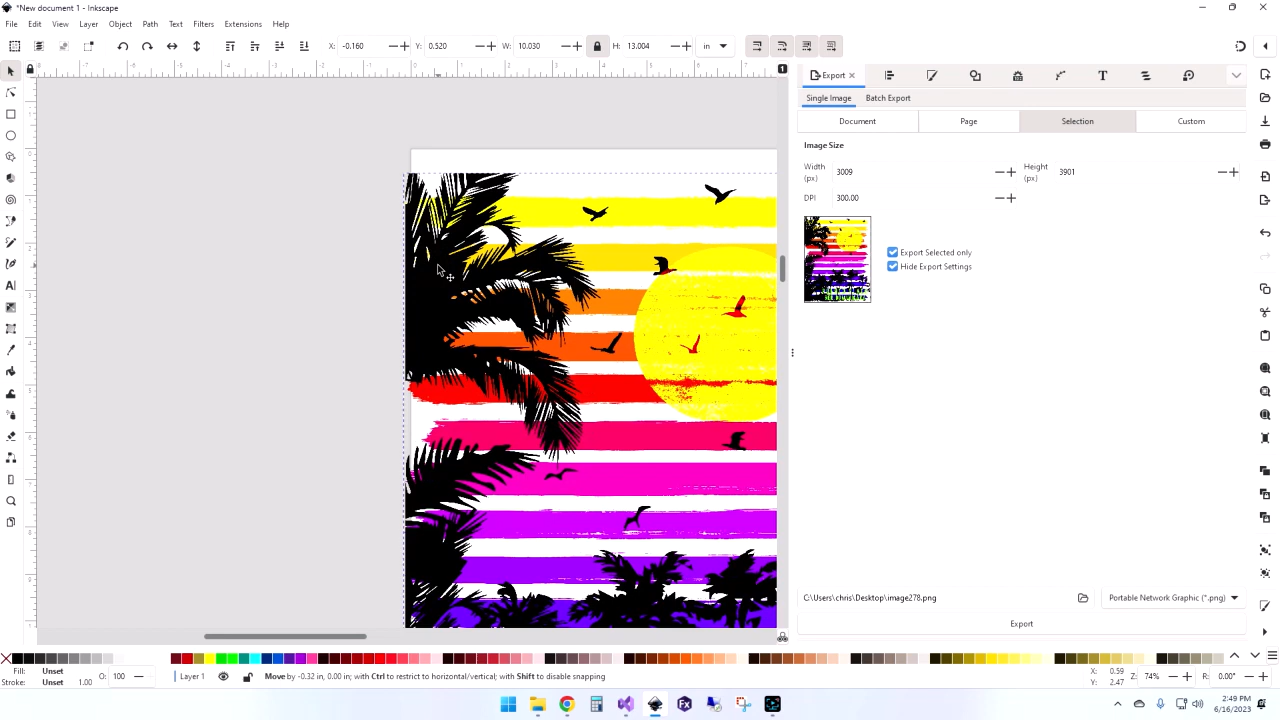 *New document 1 - Inkscape
File Edit View Layer Object Path Text Filters Extensions Help
X: -0.160 Y: 0.520 W: 10.030 H: 13.004 in
1
Export
Single Image Batch Export
Document Page Selection Custom
Image Size
Width (px) 3009 Height (px) 3901
DPI 300.00
Export Selected only
Hide Export Settings
C:\Users\chris\Desktop\image278.png Portable Network Graphic (*.png)
Export
Fill: Unset
Stroke: Unset 1.00 O: 100 Layer 1 Move by -0.32 in, 0.00 in; with Ctrl to restrict to horizontal/vertical; with Shift to disable snapping X: 0.59 Y: 2.47 Z: 74% R: 0.00°
2:49 PM
6/16/2023